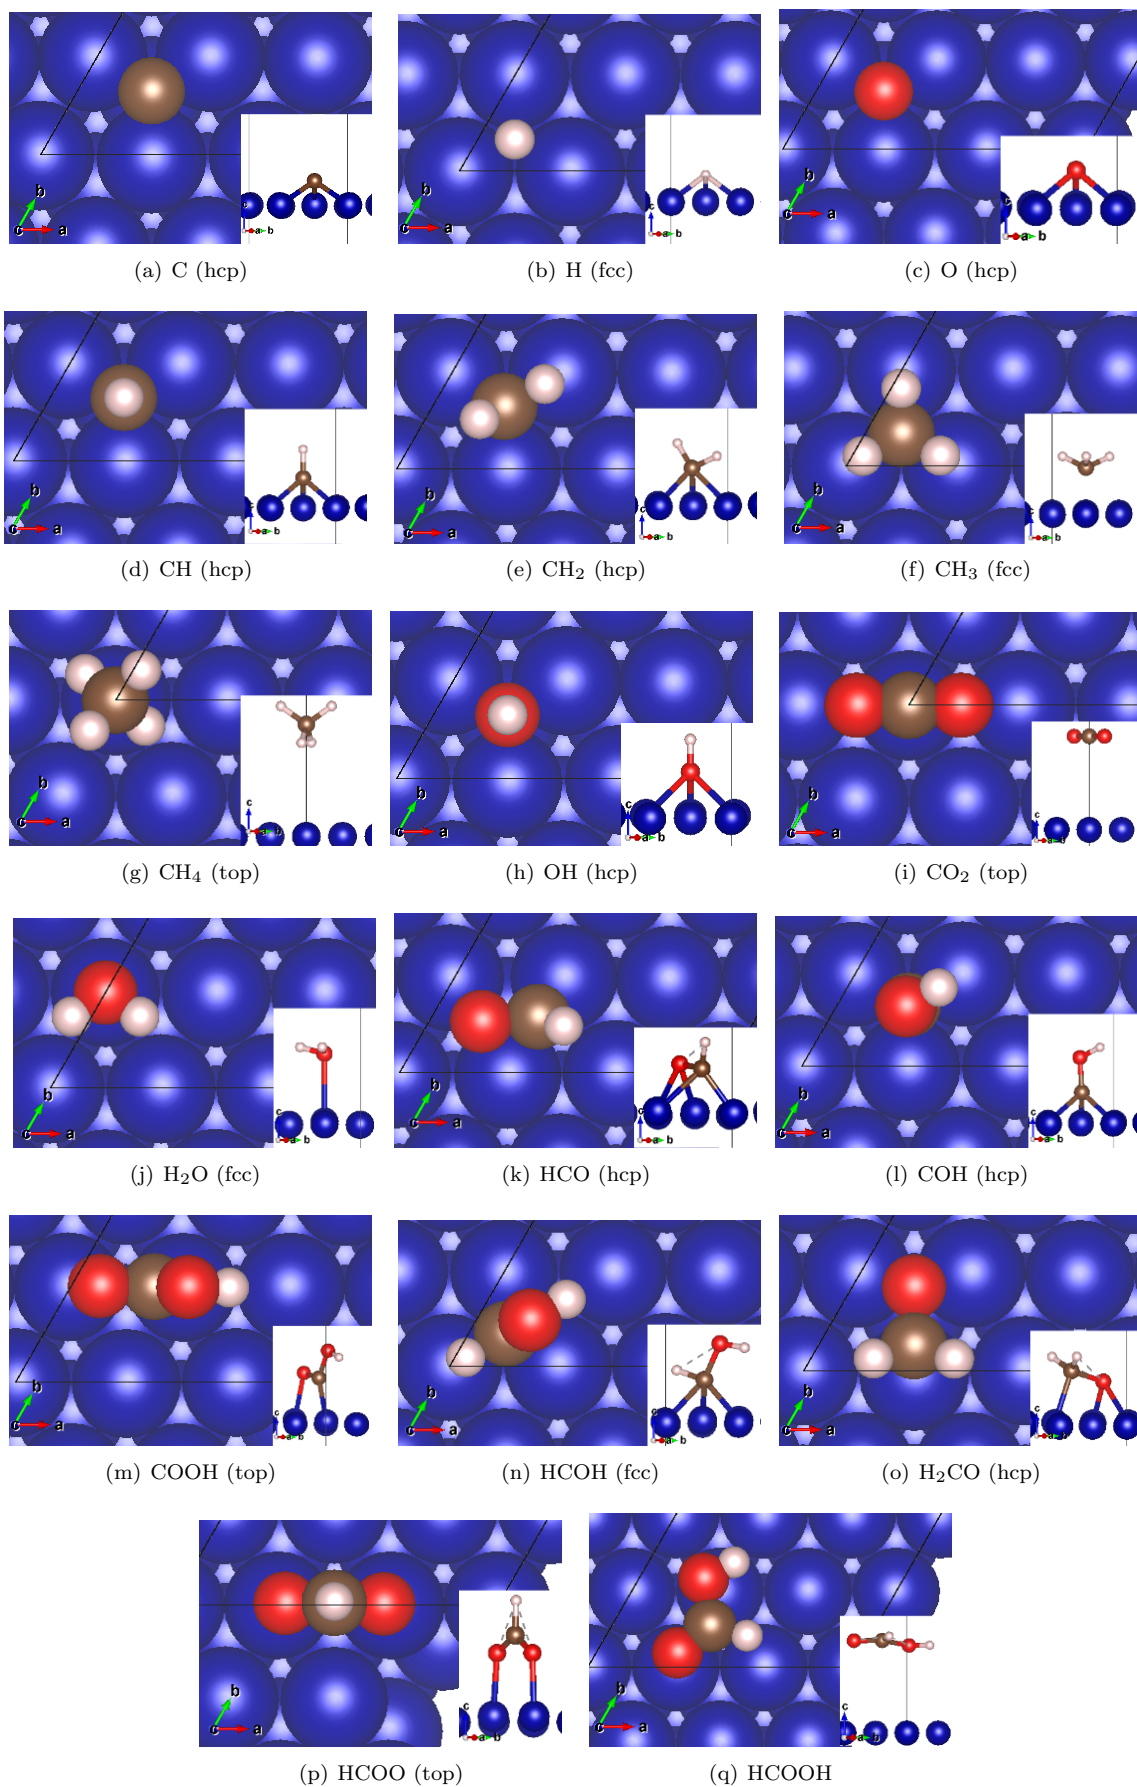 b
c
a
c
a
b
(a) C (hcp)
b
c
a
c
a
b
(b) H (fcc)
b
c
a
c
a
b
(c) O (hcp)
b
c
a
c
a
b
(d) CH (hcp)
b
c
a
c
a
b
(e) CH₂ (hcp)
b
c
a
c
a
b
(f) CH₃ (fcc)
b
c
a
c
a
b
(g) CH₄ (top)
b
c
a
c
a
b
(h) OH (hcp)
b
c
a
c
a
b
(i) CO₂ (top)
b
c
a
c
a
b
(j) H₂O (fcc)
b
c
a
c
a
b
(k) HCO (hcp)
b
c
a
c
a
b
(l) COH (hcp)
b
c
a
c
a
b
(m) COOH (top)
b
c
a
c
a
b
(n) HCOH (fcc)
b
c
a
c
a
b
(o) H₂CO (hcp)
b
c
a
c
a
b
(p) HCOO (top)
b
c
a
c
a
b
(q) HCOOH